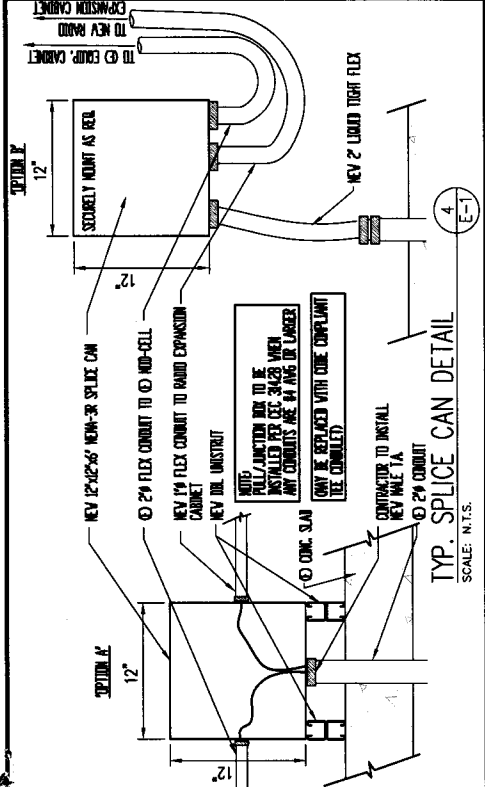 "OPTION A"
12"
12"
NEW 12"x12"x6" NEMA-3R SPLICE CAN
(E) 2"Ø FLEX CONDUIT TO (E) MOD-CELL
NEW 1"Ø FLEX CONDUIT TO RADIO EXPANSION
CABINET
NEW DBL UNISTRUT
NOTE:
PULL/JUNCTION BOX TO BE
INSTALLED PER CEC 314.28 WHEN
ANY CONDUITS ARE #4 AWG OR LARGER
(MAY BE REPLACED WITH CODE COMPLIANT
TEE CONDULET)
(E) CONC. SLAB
CONTRACTOR TO INSTALL
NEW MALE T.A.
(E) 2"Ø CONDUIT
"OPTION B"
12"
12"
SECURELY MOUNT AS REQ.
TO (E) EQUIP. CABINET
TO NEW RADIO
EXPANSION CABINET
NEW 2" LIQUID TIGHT FLEX
TYP. SPLICE CAN DETAIL
SCALE: N.T.S.
4
E-1